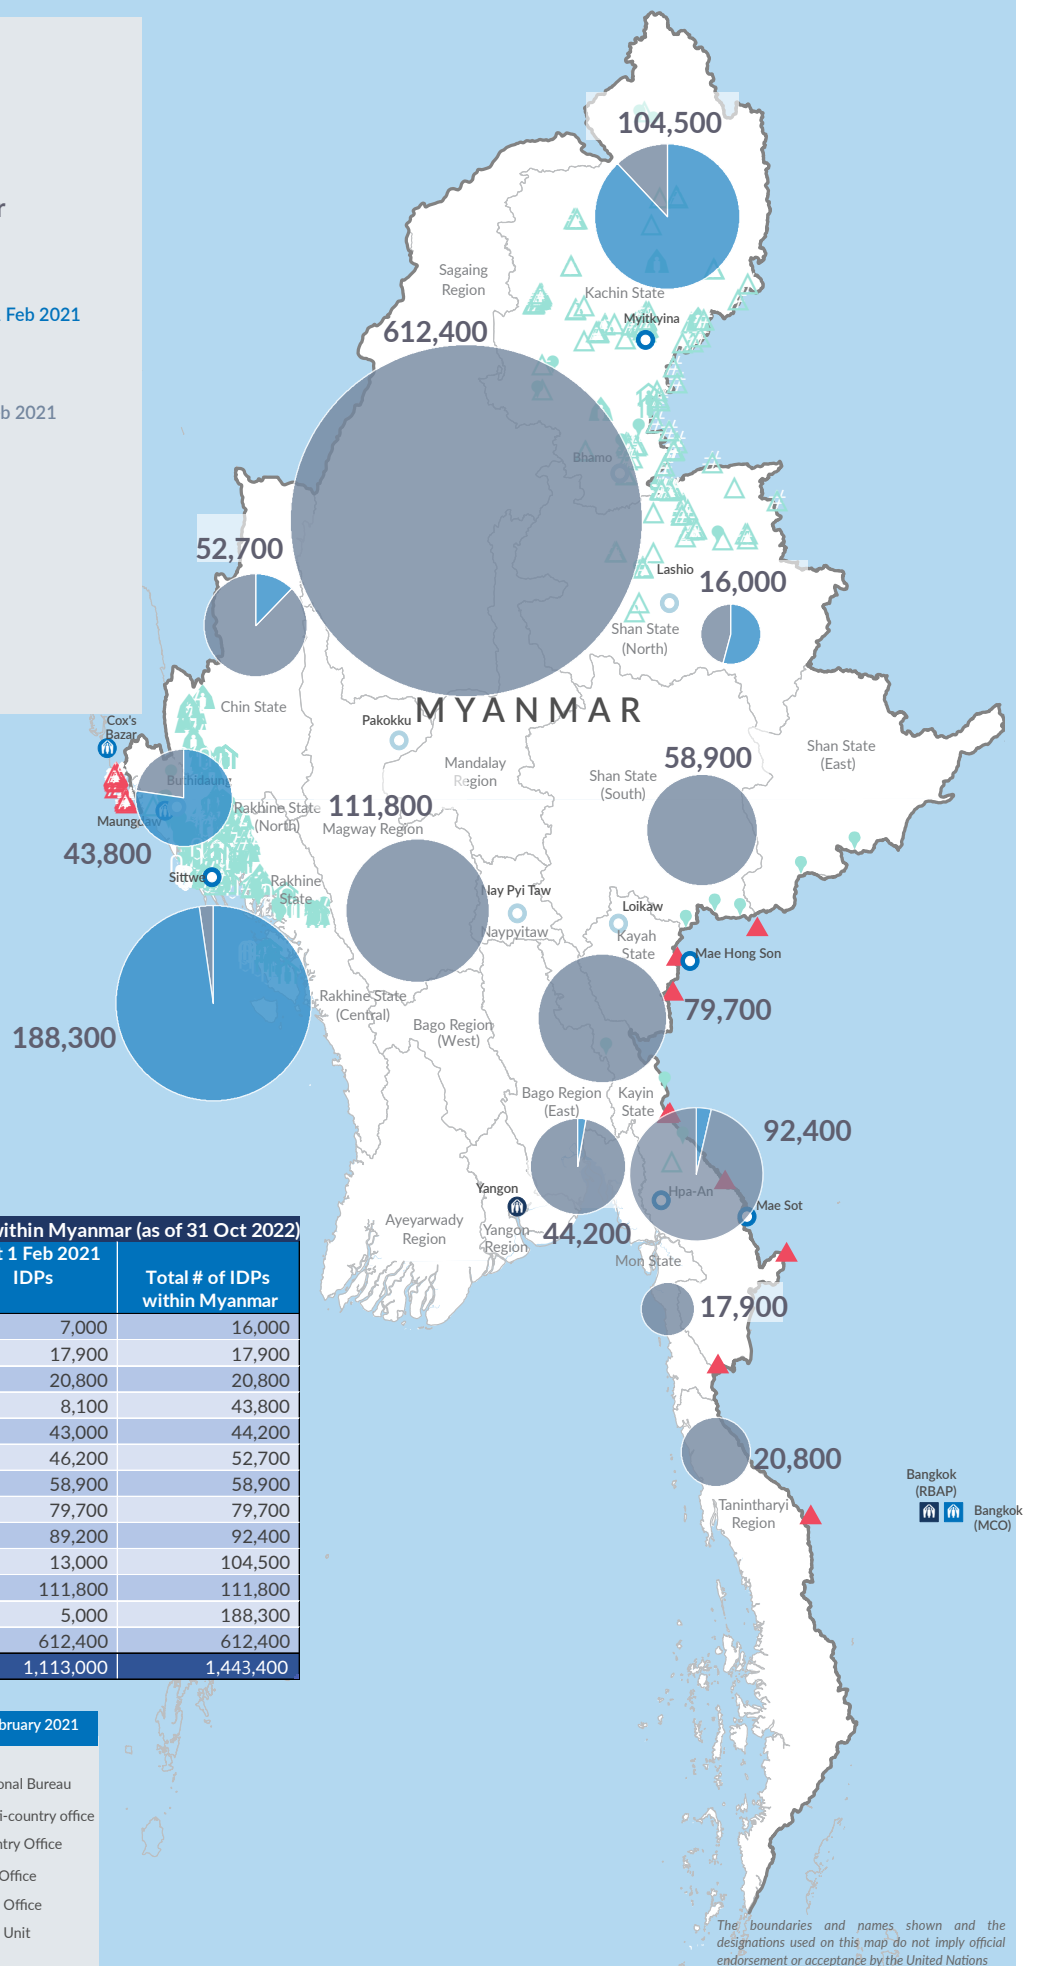 r
Feb 2021
b 2021
104,500
Sagaing
Region
Kachin State
Myitkyina
612,400
Bhamo
52,700
Lashio
16,000
Shan State
(North)
Chin State
MYANMAR
Pakokku
Cox's
Bazar
Mandalay
Region
58,900
Shan State
(South)
Shan State
(East)
Buthidaung
Maungdaw
Rakhine State
(North)
111,800
Magway Region
43,800
Sittwe
Rakhine
State
Nay Pyi Taw
Naypyitaw
Loikaw
Kayah
State
Mae Hong Son
79,700
Rakhine State
(Central)
188,300
Bago Region
(West)
Bago Region
(East)
Kayin
State
92,400
Hpa-An
Mae Sot
Yangon
Yangon
Region
Ayeyarwady
Region
44,200
Mon State
17,900
20,800
Tanintharyi
Region
Bangkok
(RBAP)
Bangkok
(MCO)
within Myanmar (as of 31 Oct 2022)
t 1 Feb 2021
IDPs
Total # of IDPs
within Myanmar
7,000 16,000
17,900 17,900
20,800 20,800
8,100 43,800
43,000 44,200
46,200 52,700
58,900 58,900
79,700 79,700
89,200 92,400
13,000 104,500
111,800 111,800
5,000 188,300
612,400 612,400
1,113,000 1,443,400
bruary 2021
onal Bureau
i-country office
ntry Office
Office
Office
Unit
The boundaries and names shown and the
designations used on this map do not imply official
endorsement or acceptance by the United Nations